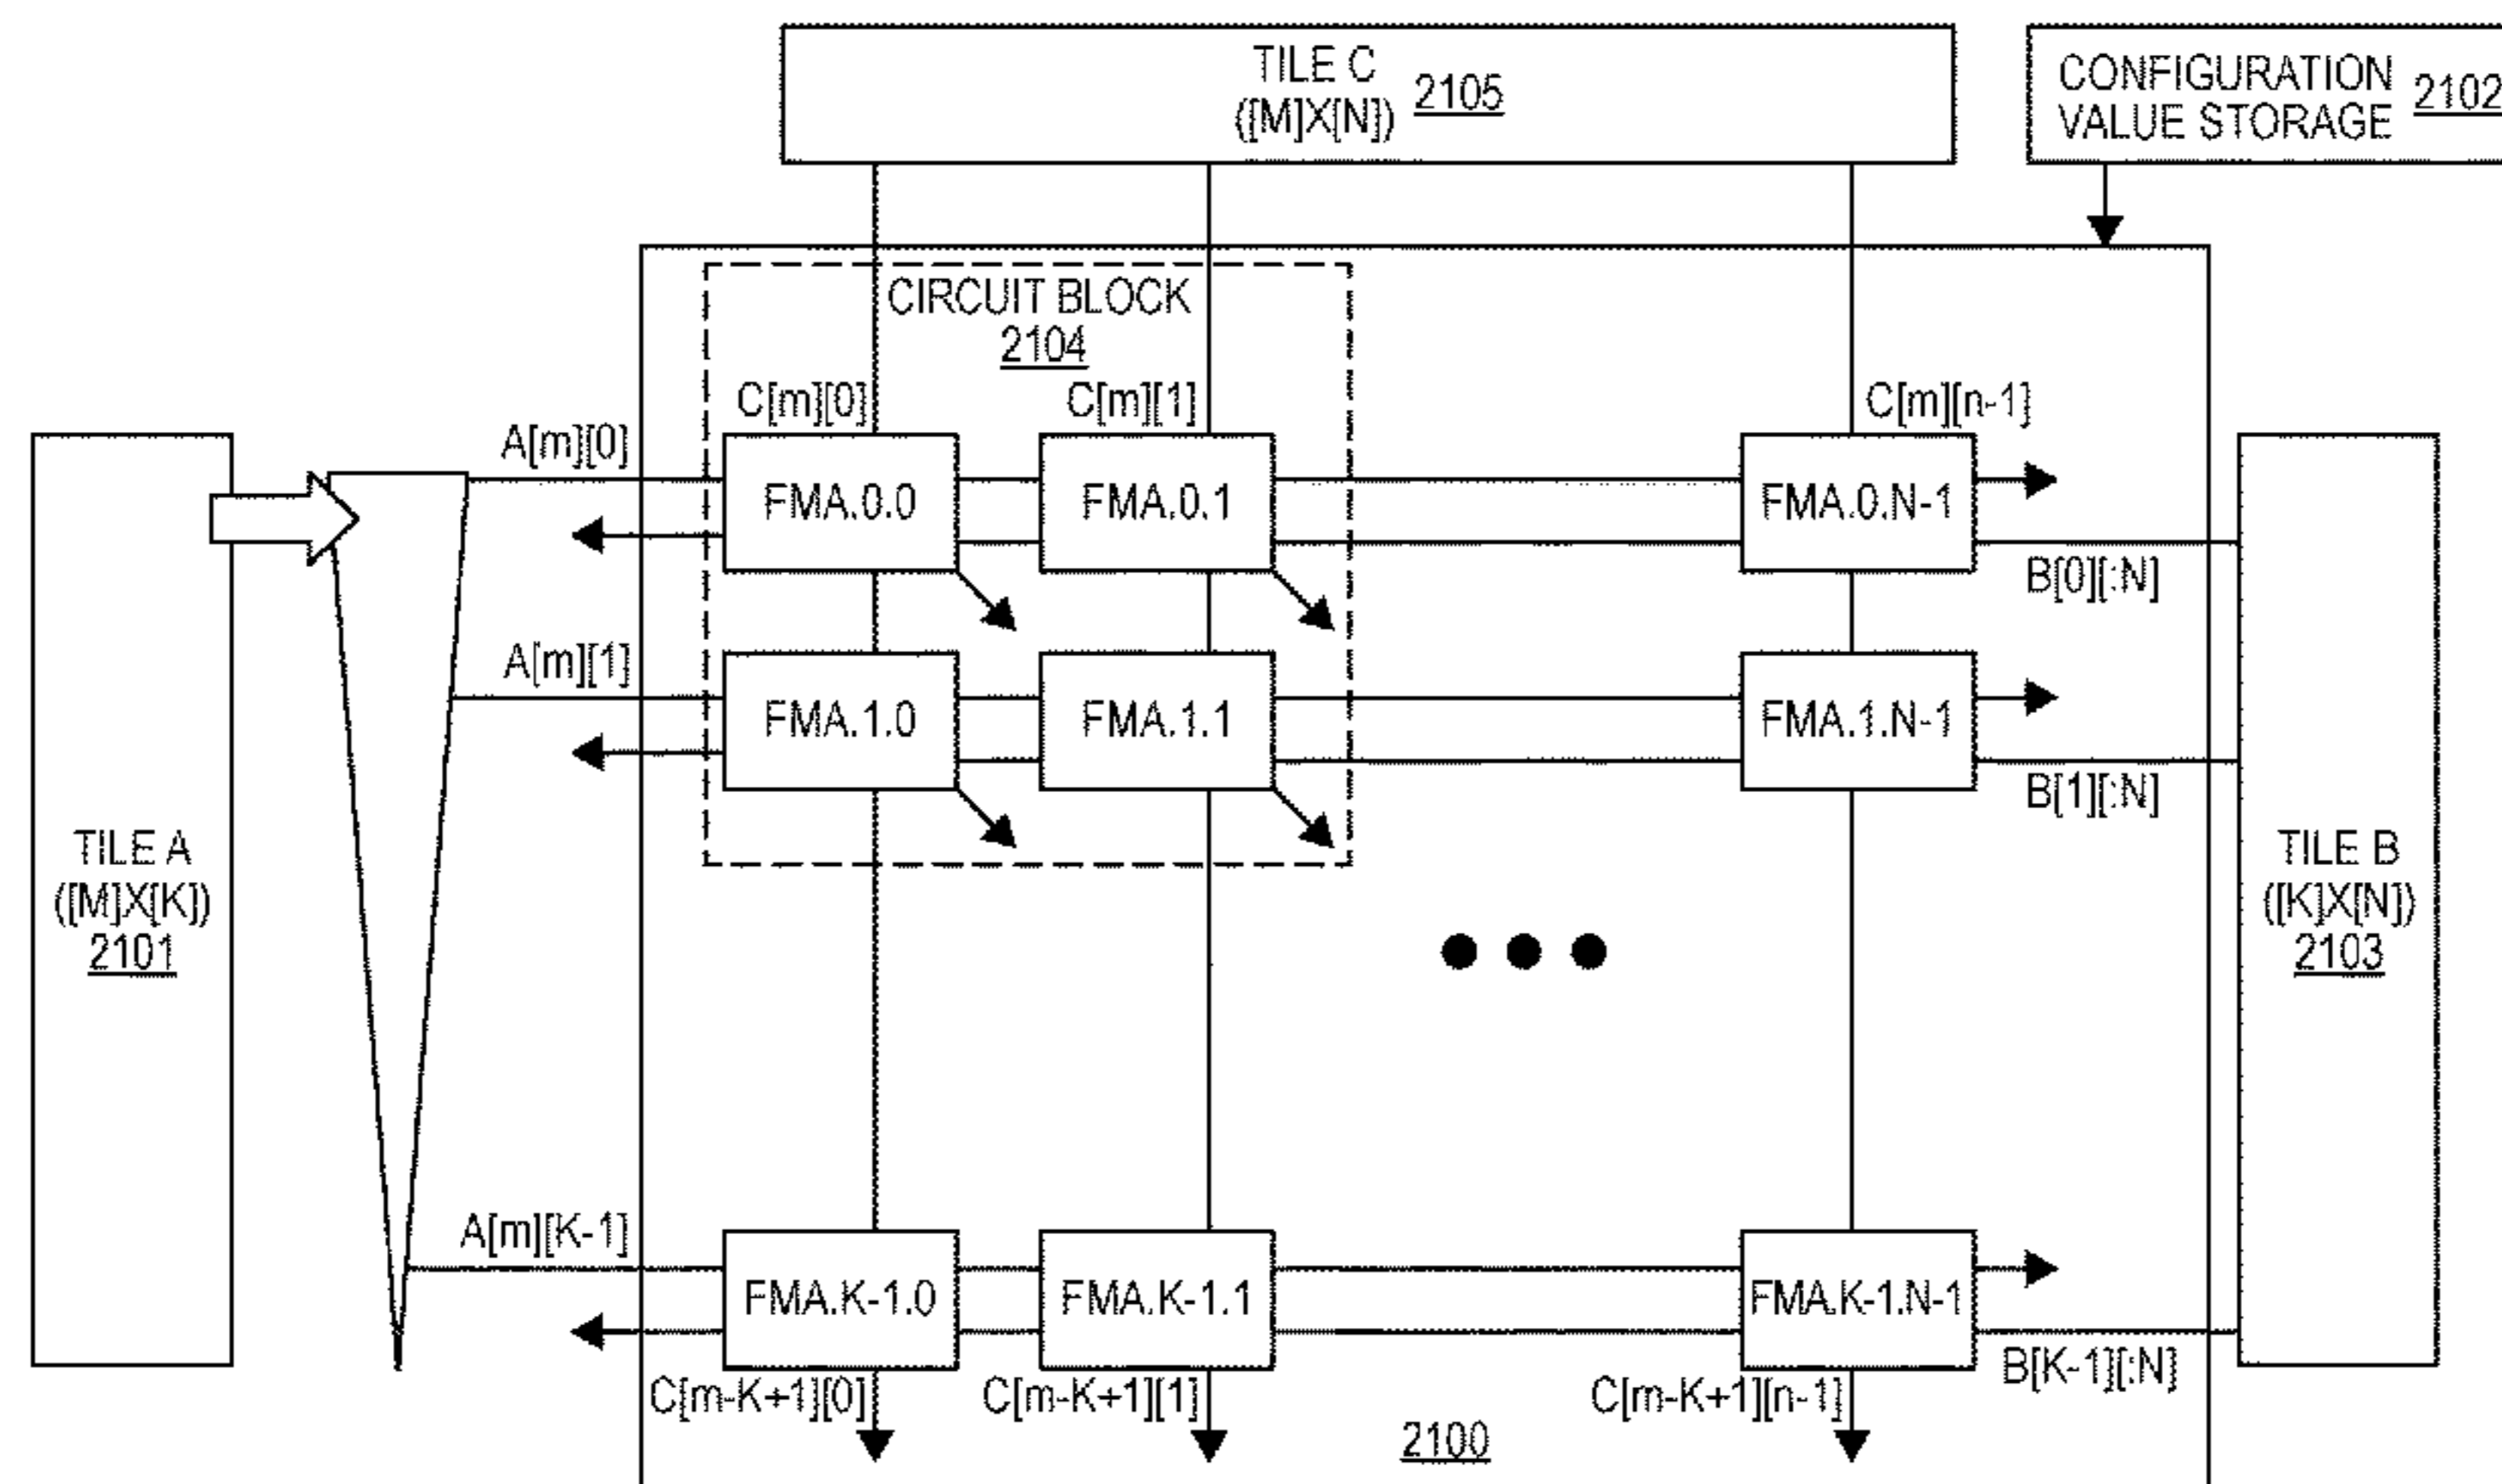 TILE C
([M]X[N]) 2105
CONFIGURATION
VALUE STORAGE 2102
CIRCUIT BLOCK
2104
C[m][0]
C[m][1]
C[m][n-1]
A[m][0]
FMA.0.0
FMA.0.1
FMA.0.N-1
B[0][:N]
A[m][1]
FMA.1.0
FMA.1.1
FMA.1.N-1
B[1][:N]
TILE A
([M]X[K])
2101
TILE B
([K]X[N])
2103
A[m][K-1]
FMA.K-1.0
FMA.K-1.1
FMA.K-1.N-1
B[K-1][:N]
C[m-K+1][0]
C[m-K+1][1]
C[m-K+1][n-1]
2100